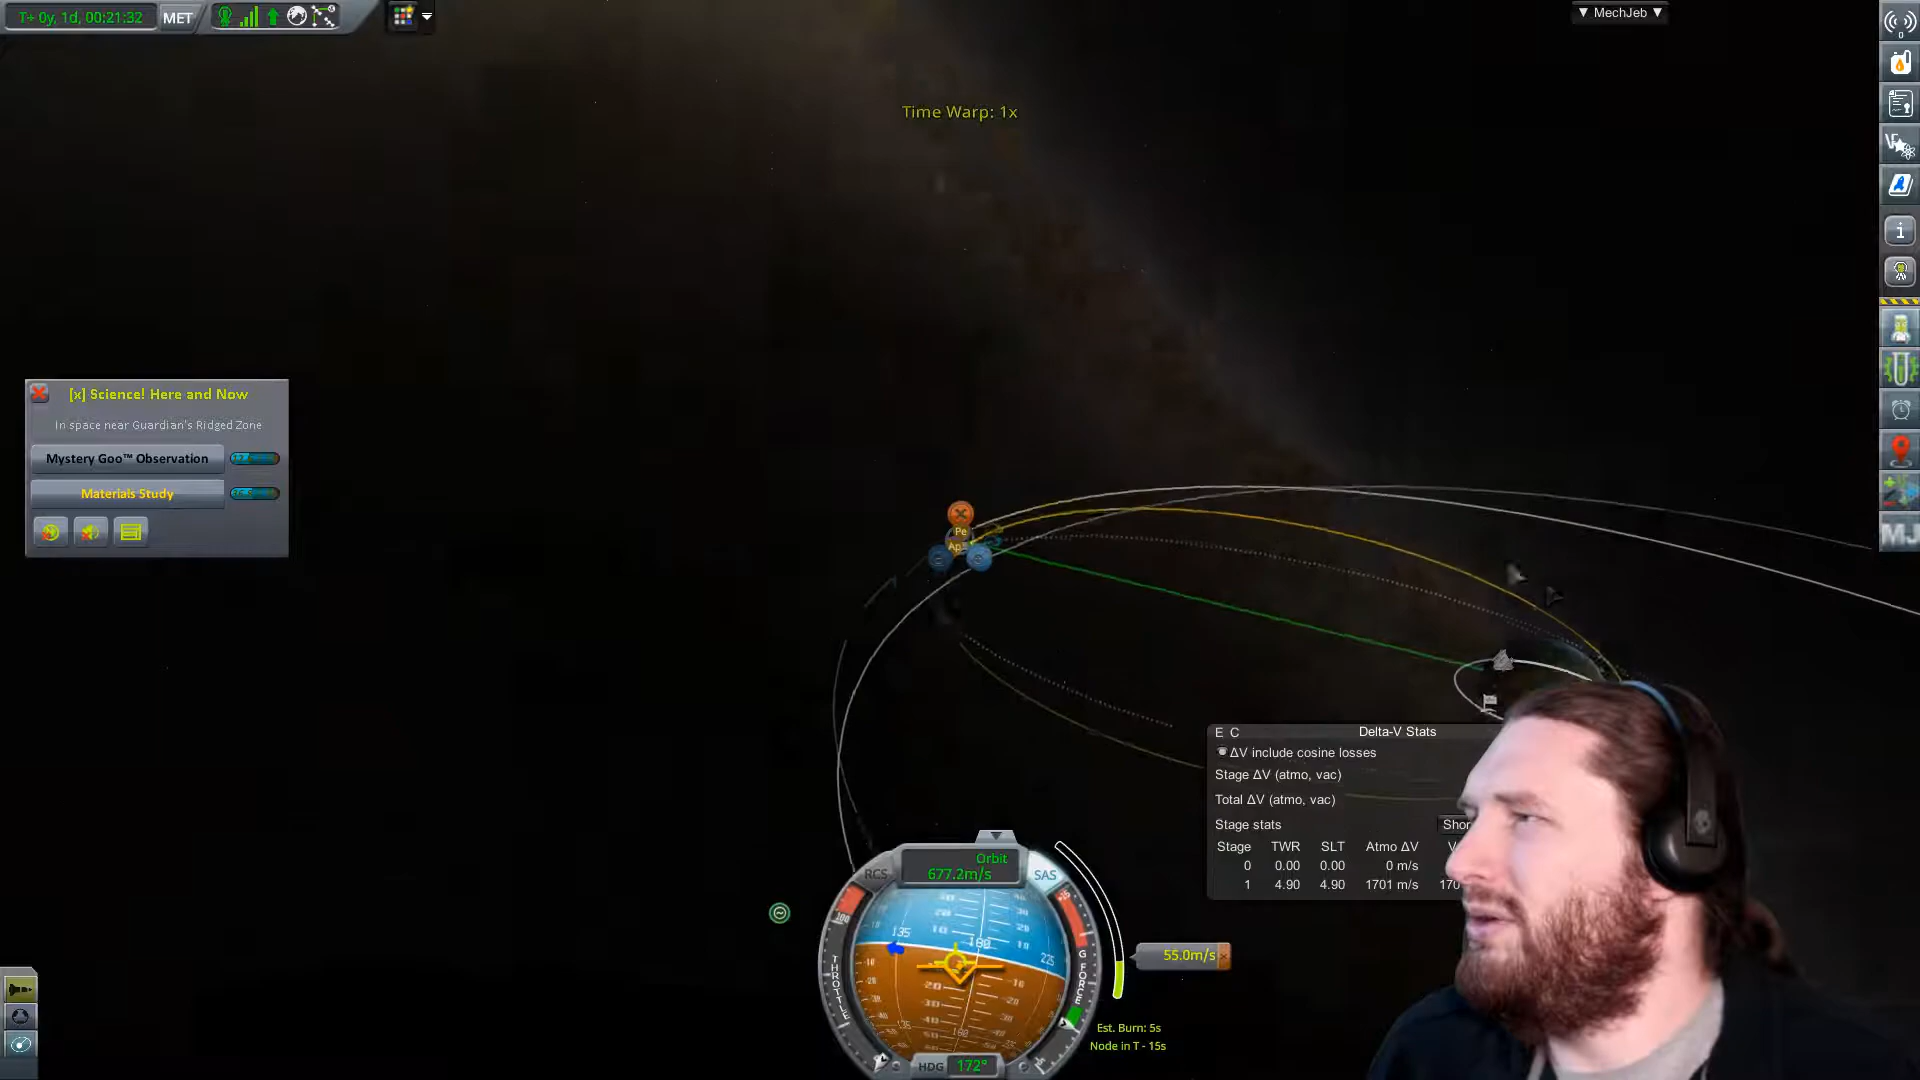 T+ 0y, 1d, 00:21:32
MET
▼ MechJeb ▼
Time Warp: 1x
[x] Science! Here and Now
In space near Guardian's Ridged Zone
Mystery Goo™ Observation
Materials Study
Pe
Ap
E C Delta-V Stats
ΔV include cosine losses
Stage ΔV (atmo, vac)
Total ΔV (atmo, vac)
Stage stats Shor
Stage TWR SLT Atmo ΔV V
0 0.00 0.00 0 m/s
1 4.90 4.90 1701 m/s 170
Orbit
677.2m/s
RCS
SAS
135
180
225
THROTTLE
G FORCE
55.0m/s
Est. Burn: 5s
Node in T - 15s
HDG 172°
MJ